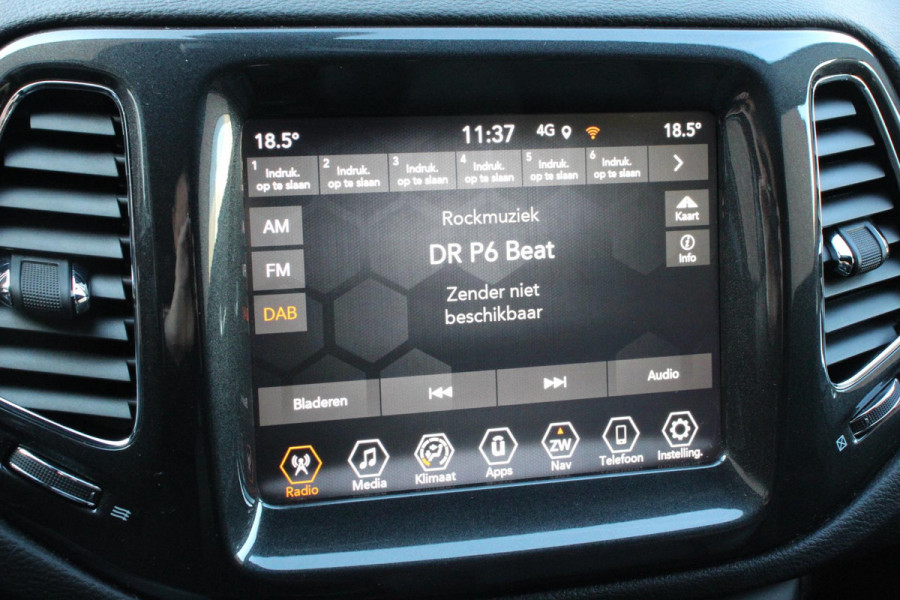 18.5° 11:37 4G 18.5°
1 Indruk. op te slaan
2 Indruk. op te slaan
3 Indruk. op te slaan
4 Indruk. op te slaan
5 Indruk. op te slaan
6 Indruk. op te slaan
AM
FM
DAB
Rockmuziek
DR P6 Beat
Zender niet
beschikbaar
Kaart
Info
Bladeren
Audio
Radio
Media
Klimaat
ū
Apps
ZW
Nav
Telefoon
Instelling.